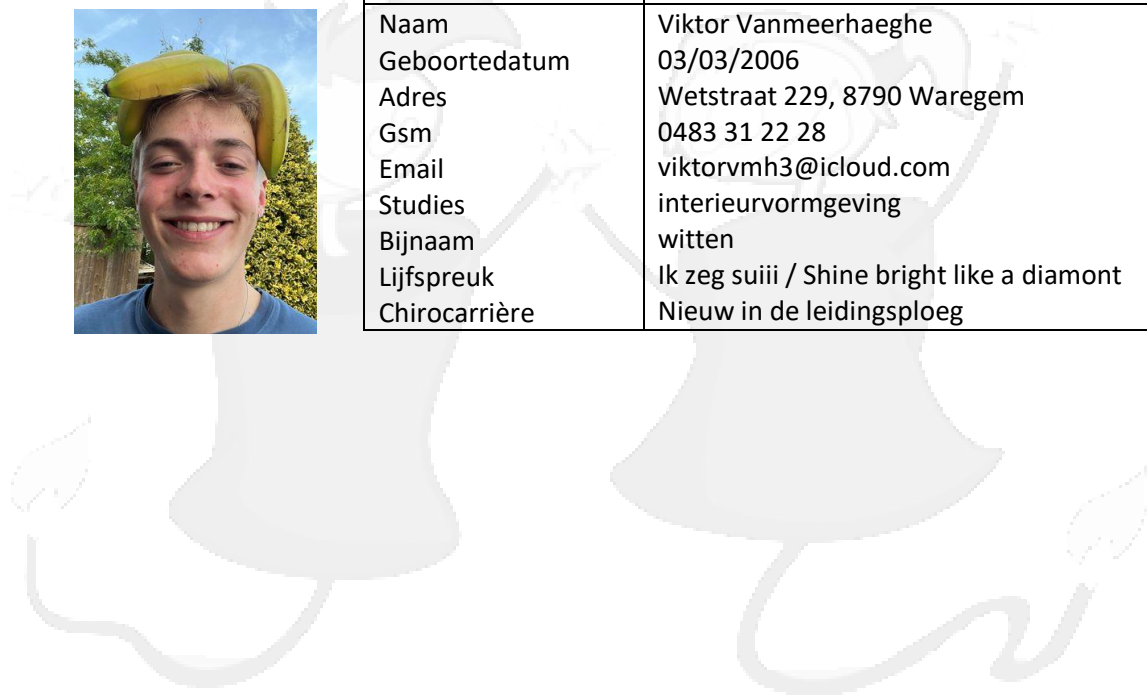 Naam Viktor Vanmeerhaeghe
Geboortedatum 03/03/2006
Adres Wetstraat 229, 8790 Waregem
Gsm 0483 31 22 28
Email viktorvmh3@icloud.com
Studies interieurvormgeving
Bijnaam witten
Lijfspreuk Ik zeg suiii / Shine bright like a diamont
Chirocarrière Nieuw in de leidingsploeg